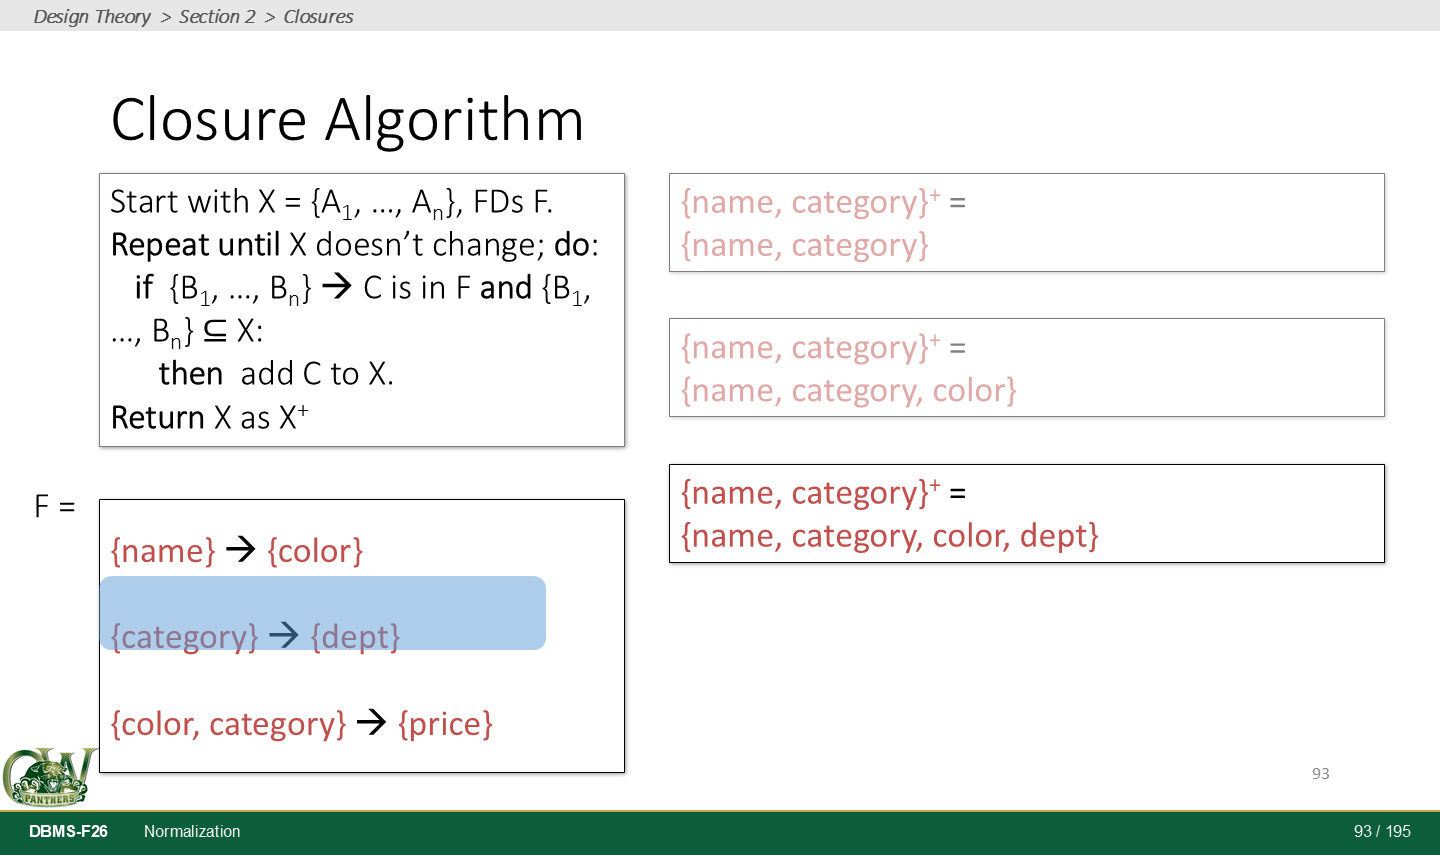 Design Theory > Section 2 > Closures
Closure Algorithm
Start with X = {A1, …, An}, FDs F.
Repeat until X doesn’t change; do:
if {B1, …, Bn} → C is in F and {B1,
…, Bn} ⊆ X:
then add C to X.
Return X as X+
{name, category}+ =
{name, category}
{name, category}+ =
{name, category, color}
{name, category}+ =
{name, category, color, dept}
F =
{name} → {color}
{category} → {dept}
{color, category} → {price}
CW
PANTHERS
93
DBMS-F26 Normalization 93 / 195